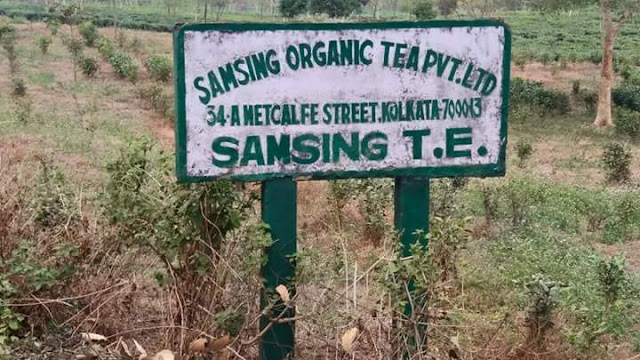 SAMSING ORGANIC TEA PVT. LTD
34-A METCALFE STREET. KOLKATA-700013
SAMSING T.E.